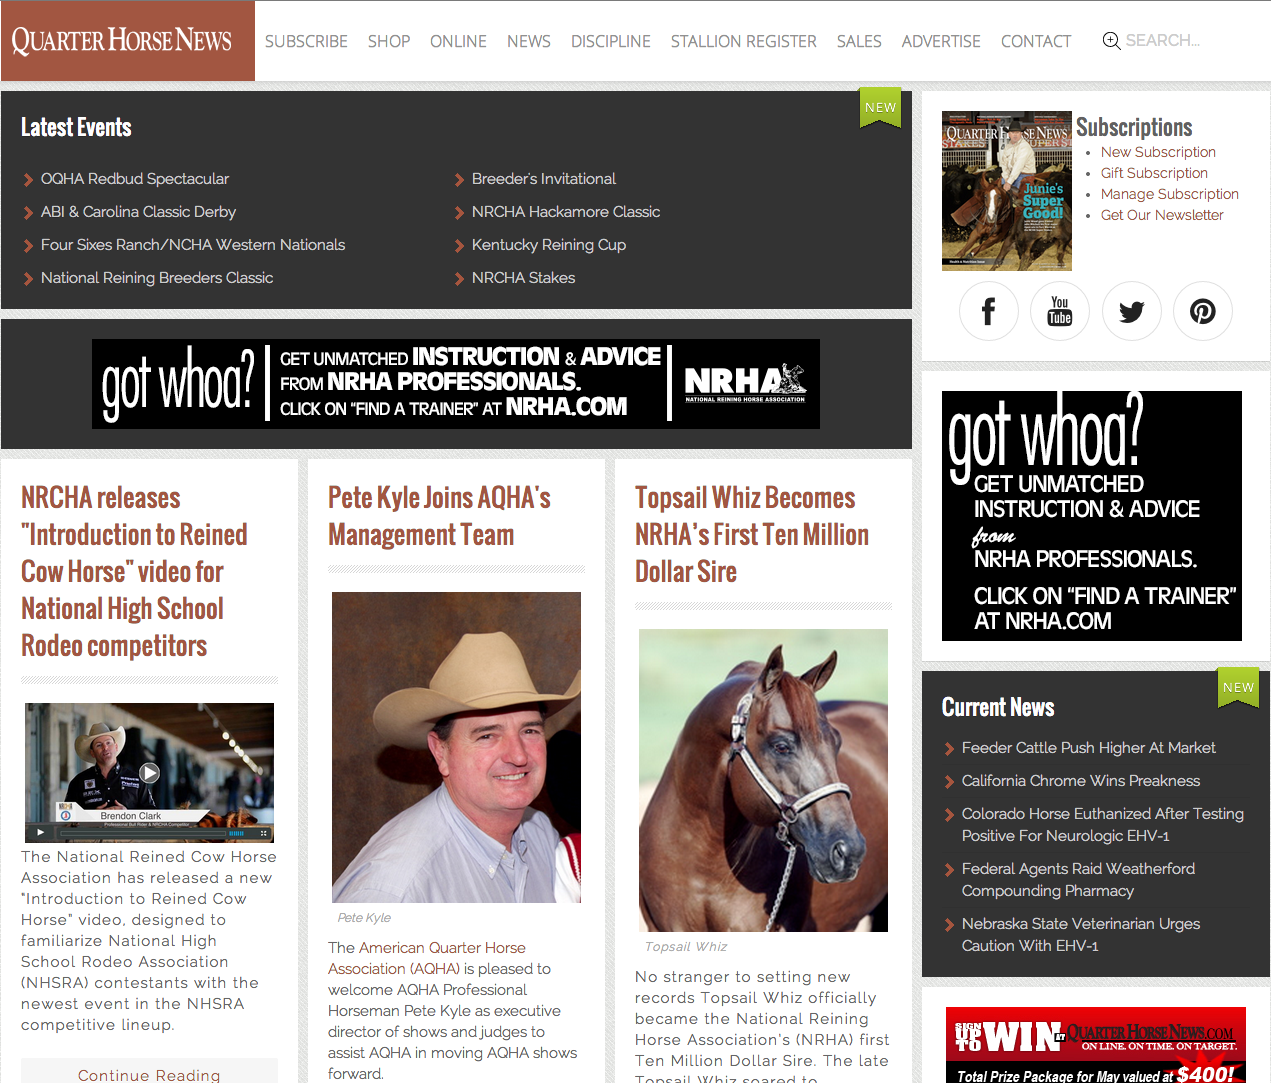 QUARTER HORSE NEWS
SUBSCRIBE SHOP ONLINE NEWS DISCIPLINE STALLION REGISTER SALES ADVERTISE CONTACT SEARCH...
NEW
Latest Events
OQHA Redbud Spectacular
ABI & Carolina Classic Derby
Four Sixes Ranch/NCHA Western Nationals
National Reining Breeders Classic
Breeder's Invitational
NRCHA Hackamore Classic
Kentucky Reining Cup
NRCHA Stakes
QUARTER HORSE NEWS
Junie's
Super
Good!
Subscriptions
New Subscription
Gift Subscription
Manage Subscription
Get Our Newsletter
You
Tube
got whoa?
GET UNMATCHED INSTRUCTION & ADVICE
FROM NRHA PROFESSIONALS.
CLICK ON "FIND A TRAINER" AT NRHA.COM
NRHA
NATIONAL REINING HORSE ASSOCIATION
NRCHA releases
"Introduction to Reined
Cow Horse" video for
National High School
Rodeo competitors
Brendon Clark
Professional Bull Rider & NRCHA Competitor
The National Reined Cow Horse
Association has released a new
"Introduction to Reined Cow
Horse" video, designed to
familiarize National High
School Rodeo Association
(NHSRA) contestants with the
newest event in the NHSRA
competitive lineup.
Continue Reading
Pete Kyle Joins AQHA's
Management Team
Pete Kyle
The American Quarter Horse
Association (AQHA) is pleased to
welcome AQHA Professional
Horseman Pete Kyle as executive
director of shows and judges to
assist AQHA in moving AQHA shows
forward.
Topsail Whiz Becomes
NRHA's First Ten Million
Dollar Sire
Topsail Whiz
No stranger to setting new
records Topsail Whiz officially
became the National Reining
Horse Association's (NRHA) first
Ten Million Dollar Sire. The late
Topsail Whiz soared to
got whoa?
GET UNMATCHED
INSTRUCTION & ADVICE
from
NRHA PROFESSIONALS.
CLICK ON "FIND A TRAINER"
AT NRHA.COM
NEW
Current News
Feeder Cattle Push Higher At Market
California Chrome Wins Preakness
Colorado Horse Euthanized After Testing
Positive For Neurologic EHV-1
Federal Agents Raid Weatherford
Compounding Pharmacy
Nebraska State Veterinarian Urges
Caution With EHV-1
SIGN UP TO WIN AT QUARTERHORSENEWS.COM
ON LINE. ON TIME. ON TARGET.
Total Prize Package for May valued at $400!